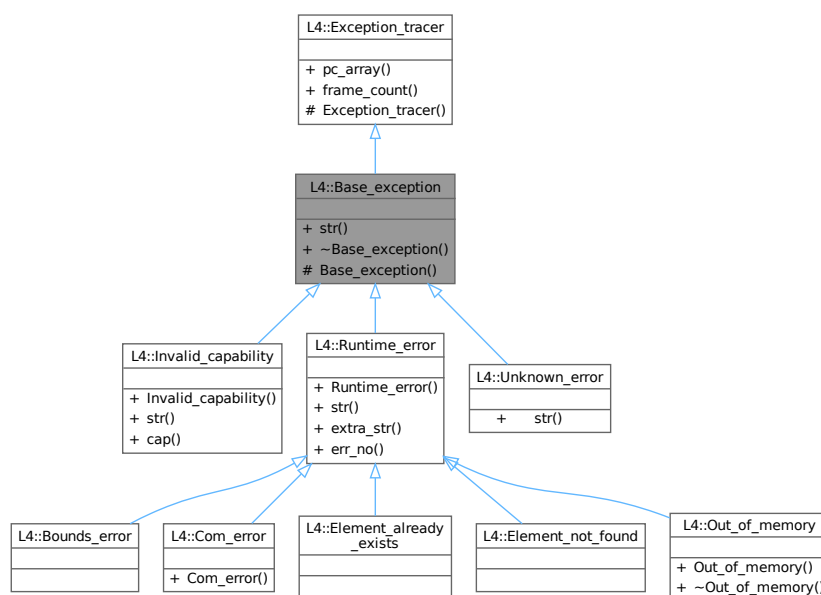 L4::Exception_tracer
+ pc_array()
+ frame_count()
# Exception_tracer()
L4::Base_exception
+ str()
+ ~Base_exception()
# Base_exception()
L4::Invalid_capability
+ Invalid_capability()
+ str()
+ cap()
L4::Runtime_error
+ Runtime_error()
+ str()
+ extra_str()
+ err_no()
L4::Unknown_error
+ str()
L4::Bounds_error
L4::Com_error
+ Com_error()
L4::Element_already
_exists
L4::Element_not_found
L4::Out_of_memory
+ Out_of_memory()
+ ~Out_of_memory()